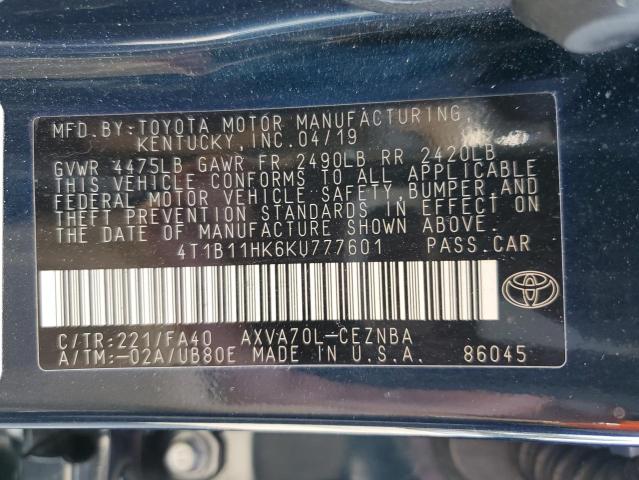 MFD. BY: TOYOTA MOTOR MANUFACTURING,
KENTUCKY, INC. 04/19
GVWR 4475LB GAWR FR 2490LB RR 2420LB
THIS VEHICLE CONFORMS TO ALL APPLICABLE
FEDERAL MOTOR VEHICLE SAFETY, BUMPER, AND
THEFT PREVENTION STANDARDS IN EFFECT ON
THE DATE OF MANUFACTURE SHOWN ABOVE.
4T1B11HK6KU777601 PASS.CAR
C/TR:221/FA40 AXVA70L-CEZNBA
A/TM:-02A/UB80E MADE IN U.S.A. 86045